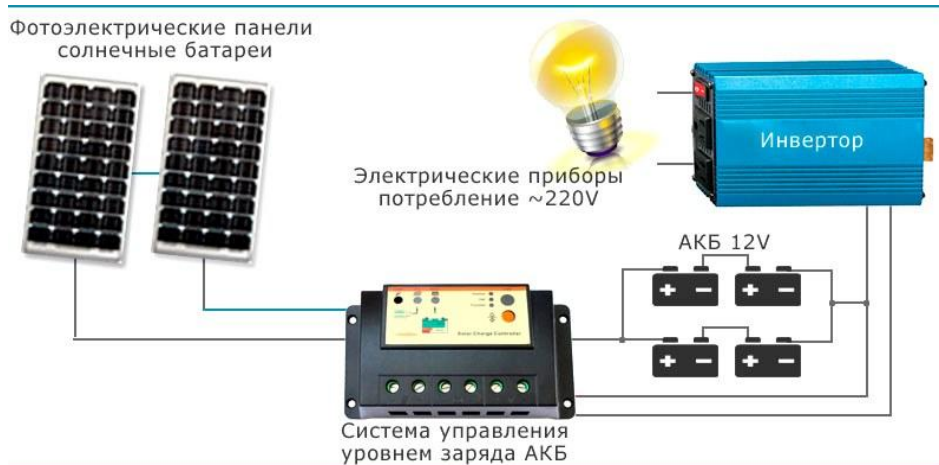 Фотоэлектрические панели
солнечные батареи
Инвертор
Электрические приборы
потребление ~220V
АКБ 12V
+ − + −
+ − + −
Solar Charge Controller
Система управления
уровнем заряда АКБ